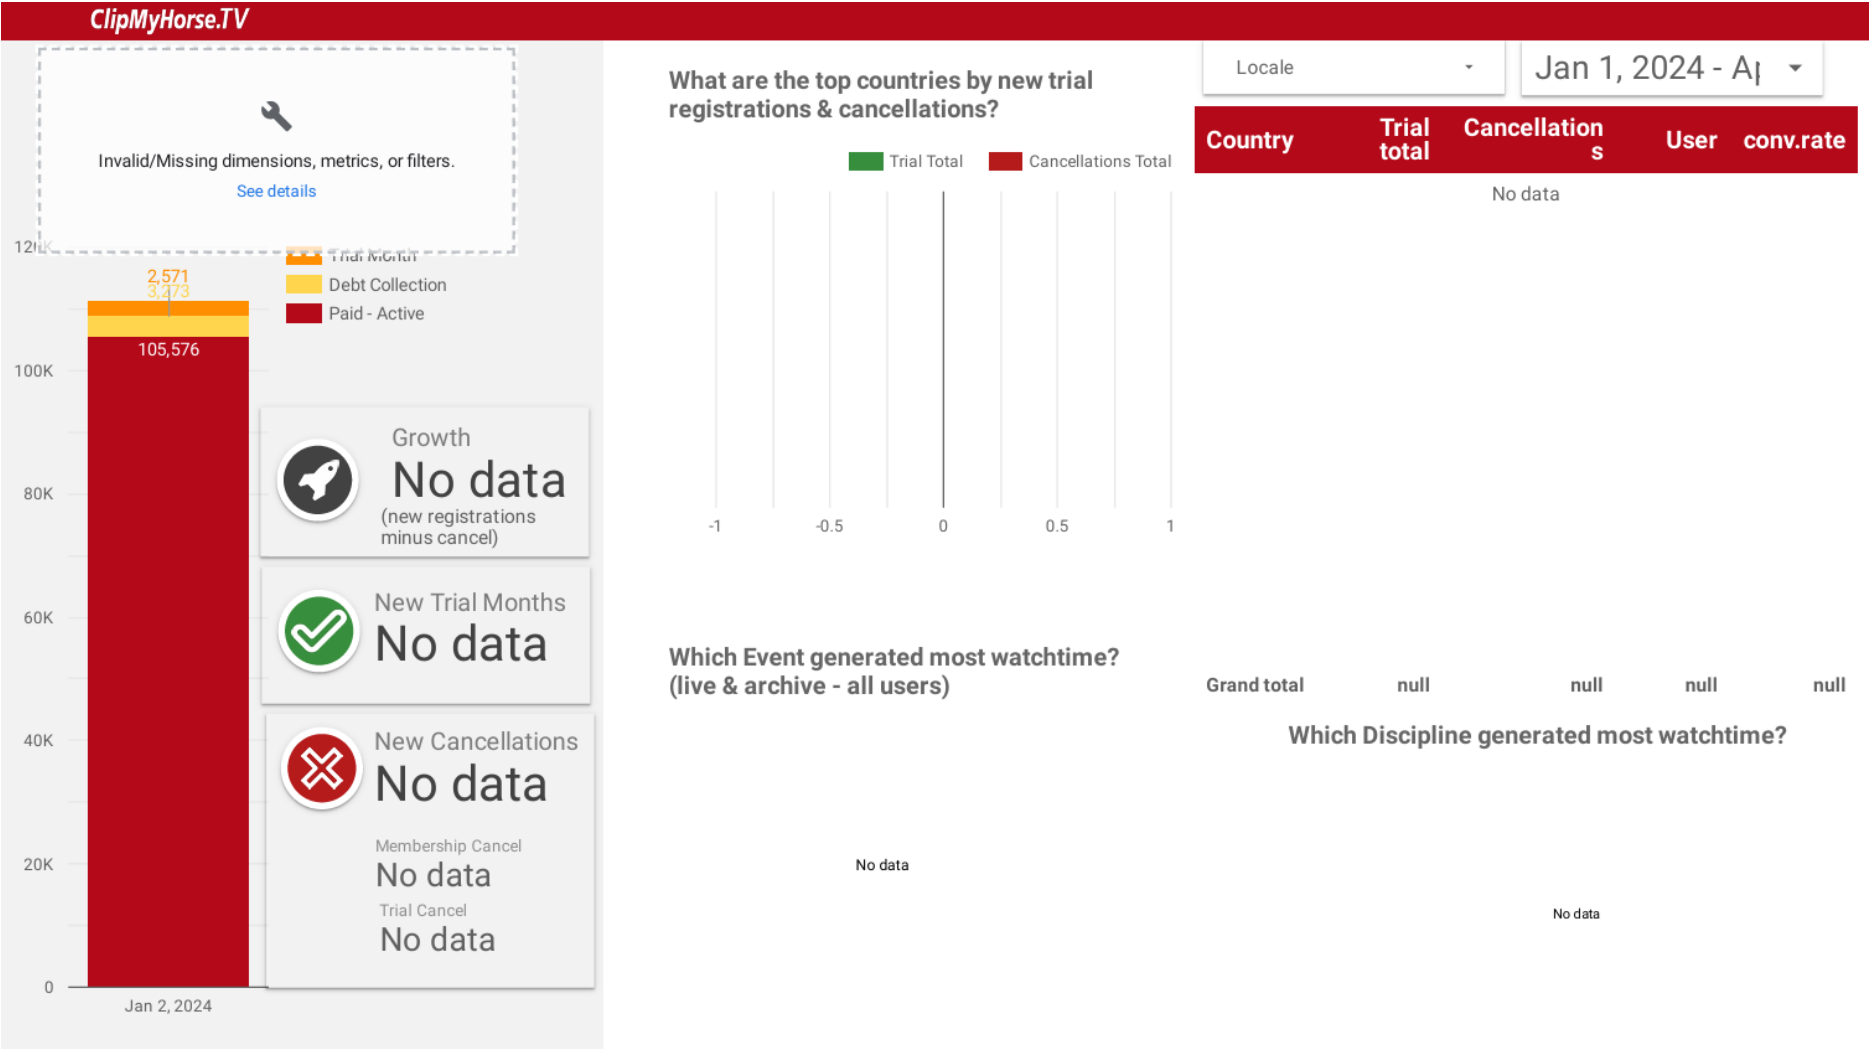 ClipMyHorse.TV
Invalid/Missing dimensions, metrics, or filters.
See details
Trial Month
Debt Collection
Paid - Active
2,571
3,273
105,576
100K
80K
60K
40K
20K
0
Jan 2, 2024
Growth
No data
(new registrations
minus cancel)
New Trial Months
No data
New Cancellations
No data
Membership Cancel
No data
Trial Cancel
No data
What are the top countries by new trial
registrations & cancellations?
Trial Total
Cancellations Total
-1
-0.5
0
0.5
1
Which Event generated most watchtime?
(live & archive - all users)
No data
Locale
Jan 1, 2024 -
Country
Trial
total
Cancellation
s
User
conv.rate
No data
Grand total
null
null
null
null
Which Discipline generated most watchtime?
No data